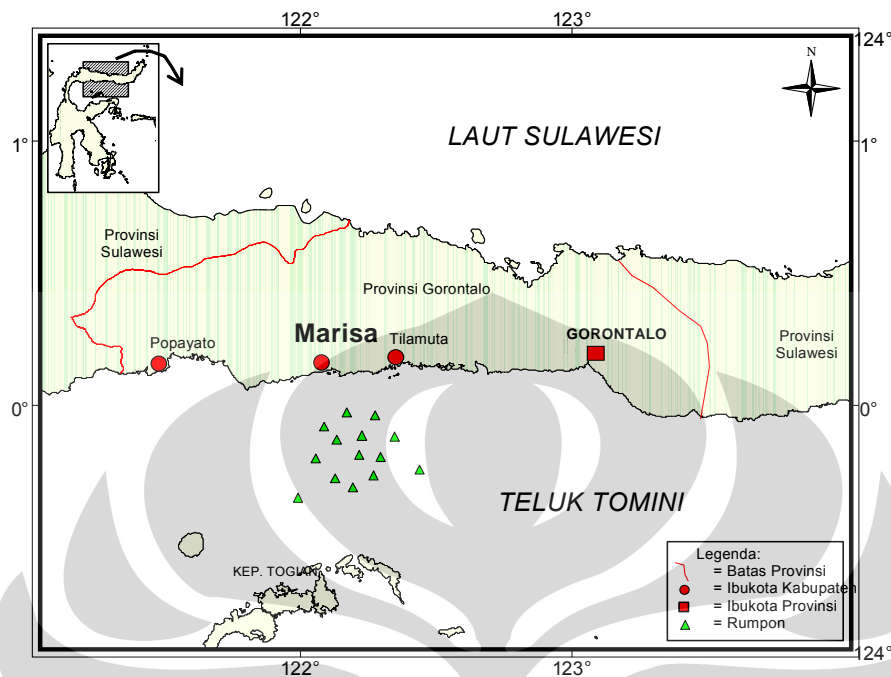 122°
123°
124°
N
1°
LAUT SULAWESI
1°
Provinsi
Sulawesi
Provinsi Gorontalo
Popayato
Marisa
Tilamuta
GORONTALO
Provinsi
Sulawesi
0°
0°
TELUK TOMINI
KEP. TOGIAN
Legenda:
= Batas Provinsi
= Ibukota Kabupaten
= Ibukota Provinsi
= Rumpon
122°
123°
124°